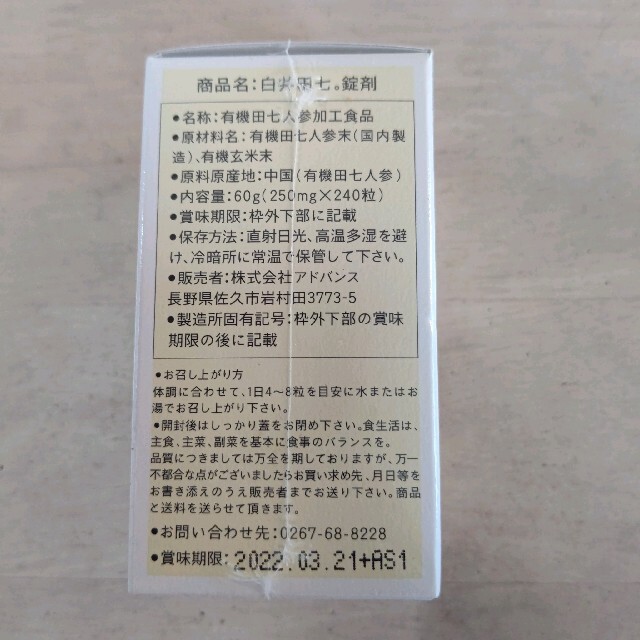 商品名:白井田七。錠剤
●名称:有機田七人参加工食品
●原材料名:有機田七人参末(国内製
造)、有機玄米末
●原料原産地:中国(有機田七人参)
●内容量:60g(250mg×240粒)
●賞味期限:枠外下部に記載
●保存方法:直射日光、高温多湿を避
け、冷暗所に常温で保管して下さい。
●販売者:株式会社アドバンス
長野県佐久市岩村田3773-5
●製造所固有記号:枠外下部の賞味
期限の後に記載
●お召し上がり方
体調に合わせて、1日4〜8粒を目安に水またはお
湯でお召し上がり下さい。
●開封後はしっかり蓋をお閉め下さい。食生活は、
主食、主菜、副菜を基本に食事のバランスを。
品質につきましては万全を期しておりますが、万一
不都合な点がございましたらお買い求め先、月日等を
お書き添えのうえ販売者までお送り下さい。商品
と送料を送らせて頂きます。
●お問い合わせ先:0267-68-8228
●賞味期限:2022.03.21+AS1